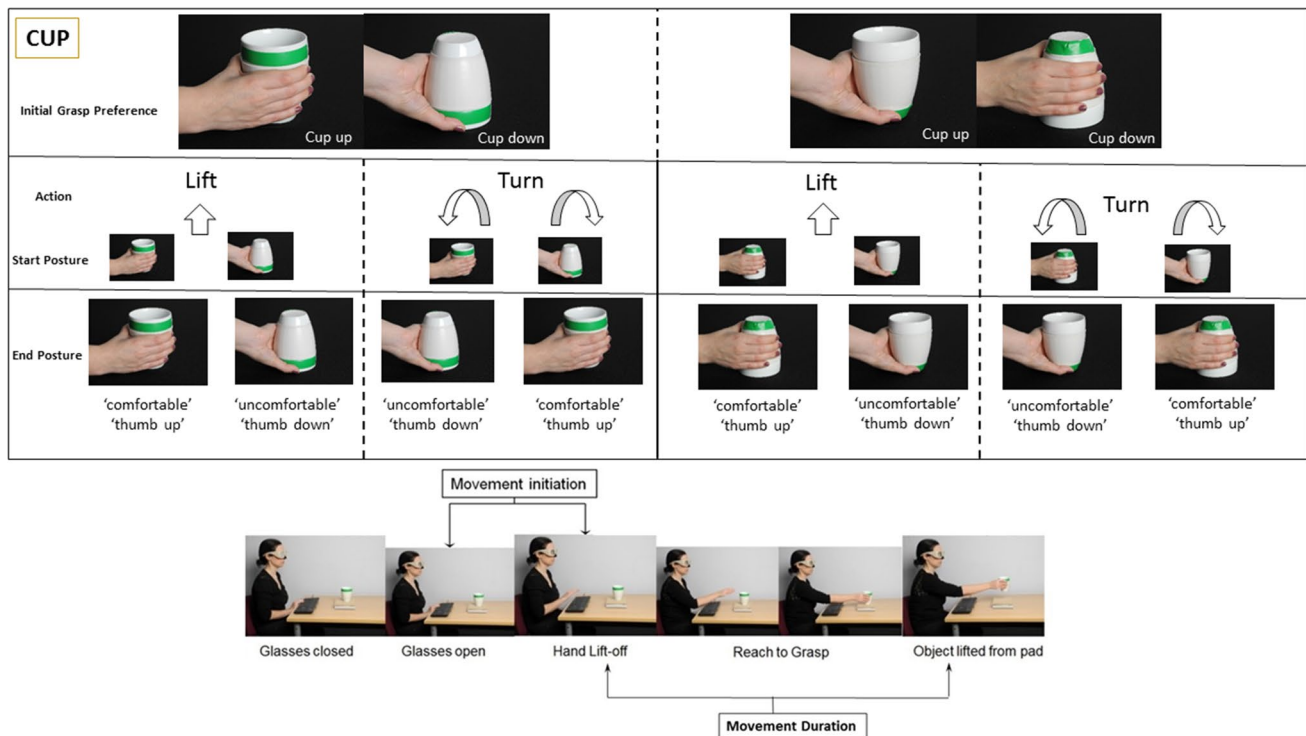 CUP
Initial Grasp Preference
Cup up
Cup down
Cup up
Cup down
Action
Lift
Turn
Lift
Turn
Start Posture
End Posture
‘comfortable’
‘thumb up’
‘uncomfortable’
‘thumb down’
‘uncomfortable’
‘thumb down’
‘comfortable’
‘thumb up’
‘comfortable’
‘thumb up’
‘uncomfortable’
‘thumb down’
‘uncomfortable’
‘thumb down’
‘comfortable’
‘thumb up’
Movement initiation
Glasses closed
Glasses open
Hand Lift-off
Reach to Grasp
Object lifted from pad
Movement Duration